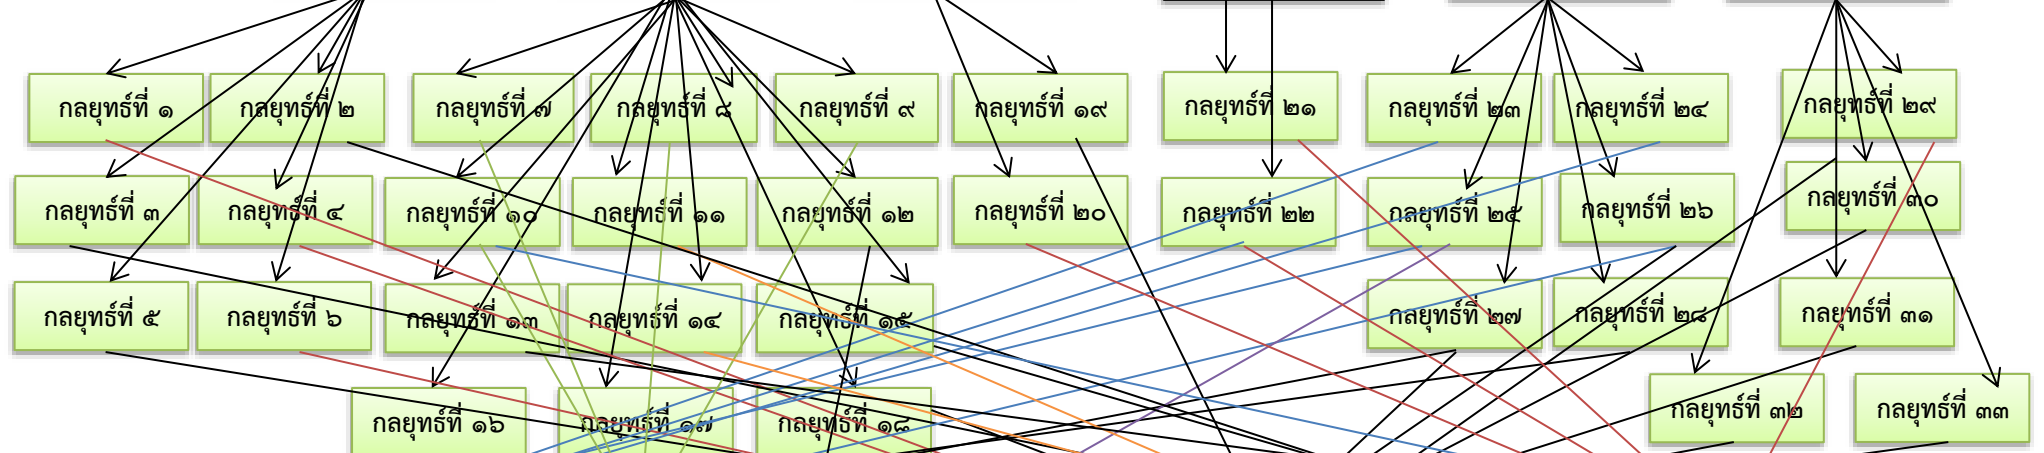 กลยุทธ์ที่ ๑
กลยุทธ์ที่ ๒
กลยุทธ์ที่ ๗
กลยุทธ์ที่ ๘
กลยุทธ์ที่ ๙
กลยุทธ์ที่ ๑๙
กลยุทธ์ที่ ๒๑
กลยุทธ์ที่ ๒๓
กลยุทธ์ที่ ๒๔
กลยุทธ์ที่ ๒๙
กลยุทธ์ที่ ๓
กลยุทธ์ที่ ๔
กลยุทธ์ที่ ๑๐
กลยุทธ์ที่ ๑๑
กลยุทธ์ที่ ๑๒
กลยุทธ์ที่ ๒๐
กลยุทธ์ที่ ๒๒
กลยุทธ์ที่ ๒๕
กลยุทธ์ที่ ๒๖
กลยุทธ์ที่ ๓๐
กลยุทธ์ที่ ๕
กลยุทธ์ที่ ๖
กลยุทธ์ที่ ๑๓
กลยุทธ์ที่ ๑๔
กลยุทธ์ที่ ๑๕
กลยุทธ์ที่ ๒๗
กลยุทธ์ที่ ๒๘
กลยุทธ์ที่ ๓๑
กลยุทธ์ที่ ๑๖
กลยุทธ์ที่ ๑๗
กลยุทธ์ที่ ๑๘
กลยุทธ์ที่ ๓๒
กลยุทธ์ที่ ๓๓